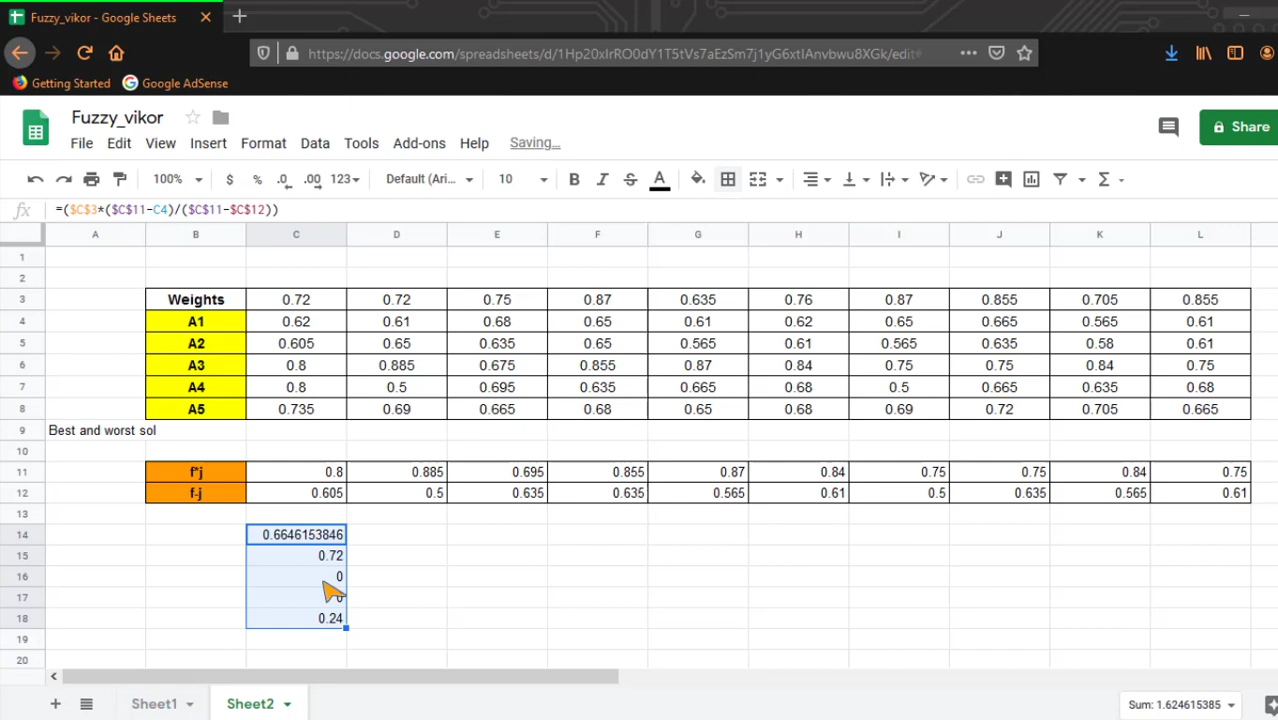 Fuzzy_vikor - Google Sheets
https://docs.google.com/spreadsheets/d/1Hp20xIrRO0dY1T5tVs7aEzSm7j1yG6xtIAnvbwu8XGk/edit
Getting Started Google AdSense
Fuzzy_vikor
Share
File Edit View Insert Format Data Tools Add-ons Help Saving...
100% $ % .0 .00 123 Default (Ari... 10 B I S A
fx =($C$3*($C$11-C4)/($C$11-$C$12))
A B C D E F G H I J K L
1
2
3 Weights 0.72 0.72 0.75 0.87 0.635 0.76 0.87 0.855 0.705 0.855
4 A1 0.62 0.61 0.68 0.65 0.61 0.62 0.65 0.665 0.565 0.61
5 A2 0.605 0.65 0.635 0.65 0.565 0.61 0.565 0.635 0.58 0.61
6 A3 0.8 0.885 0.675 0.855 0.87 0.84 0.75 0.75 0.84 0.75
7 A4 0.8 0.5 0.695 0.635 0.665 0.68 0.5 0.665 0.635 0.68
8 A5 0.735 0.69 0.665 0.68 0.65 0.68 0.69 0.72 0.705 0.665
9 Best and worst sol
10
11 f*j 0.8 0.885 0.695 0.855 0.87 0.84 0.75 0.75 0.84 0.75
12 f-j 0.605 0.5 0.635 0.635 0.565 0.61 0.5 0.635 0.565 0.61
13
14 0.6646153846
15 0.72
16 0
17 0
18 0.24
19
20
Sheet1 Sheet2 Sum: 1.624615385